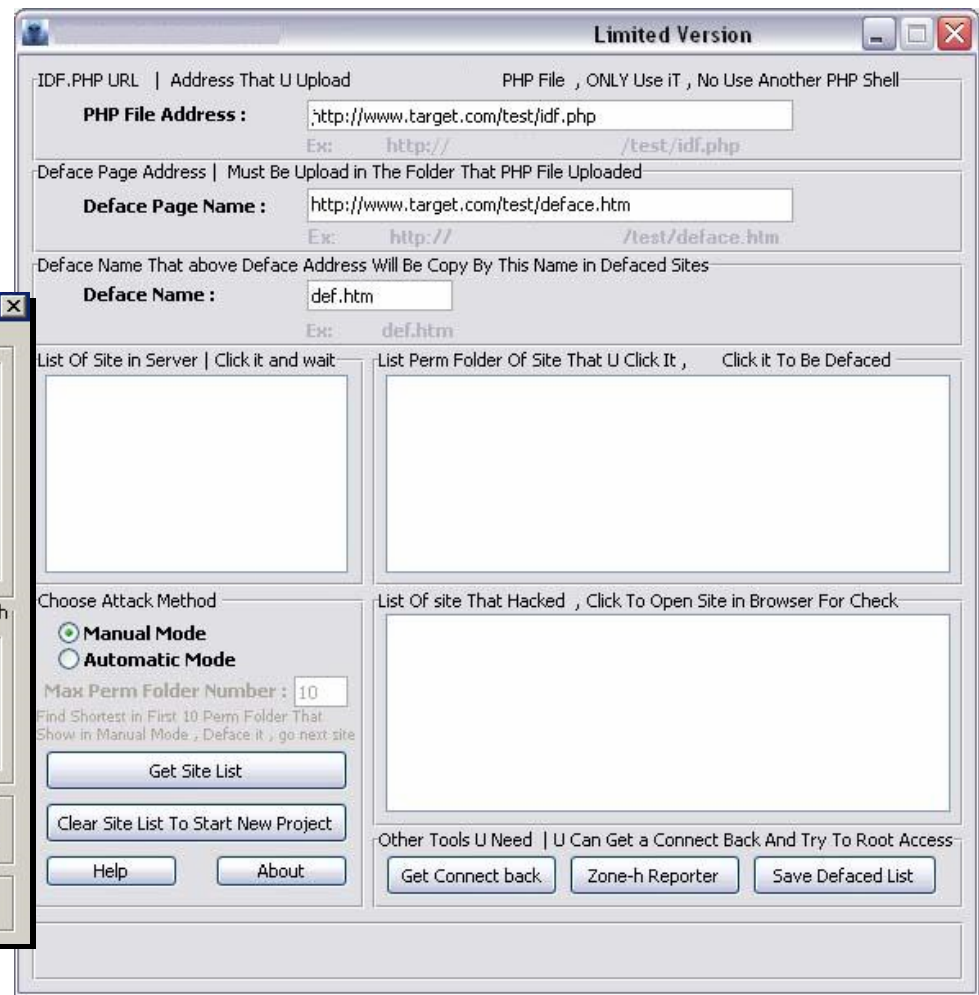 Limited Version
IDF.PHP URL | Address That U Upload PHP File , ONLY Use iT , No Use Another PHP Shell
PHP File Address : http://www.target.com/test/idf.php
Ex: http:// /test/idf.php
Deface Page Address | Must Be Upload in The Folder That PHP File Uploaded
Deface Page Name : http://www.target.com/test/deface.htm
Ex: http:// /test/deface.htm
Deface Name That above Deface Address Will Be Copy By This Name in Defaced Sites
Deface Name : def.htm
Ex: def.htm
List Of Site in Server | Click it and wait
List Perm Folder Of Site That U Click It , Click it To Be Defaced
h
Choose Attack Method
Manual Mode
Automatic Mode
Max Perm Folder Number : 10
Find Shortest in First 10 Perm Folder That
Show in Manual Mode , Deface it , go next site
Get Site List
Clear Site List To Start New Project
Help About
List Of site That Hacked , Click To Open Site in Browser For Check
Other Tools U Need | U Can Get a Connect Back And Try To Root Access
Get Connect back Zone-h Reporter Save Defaced List